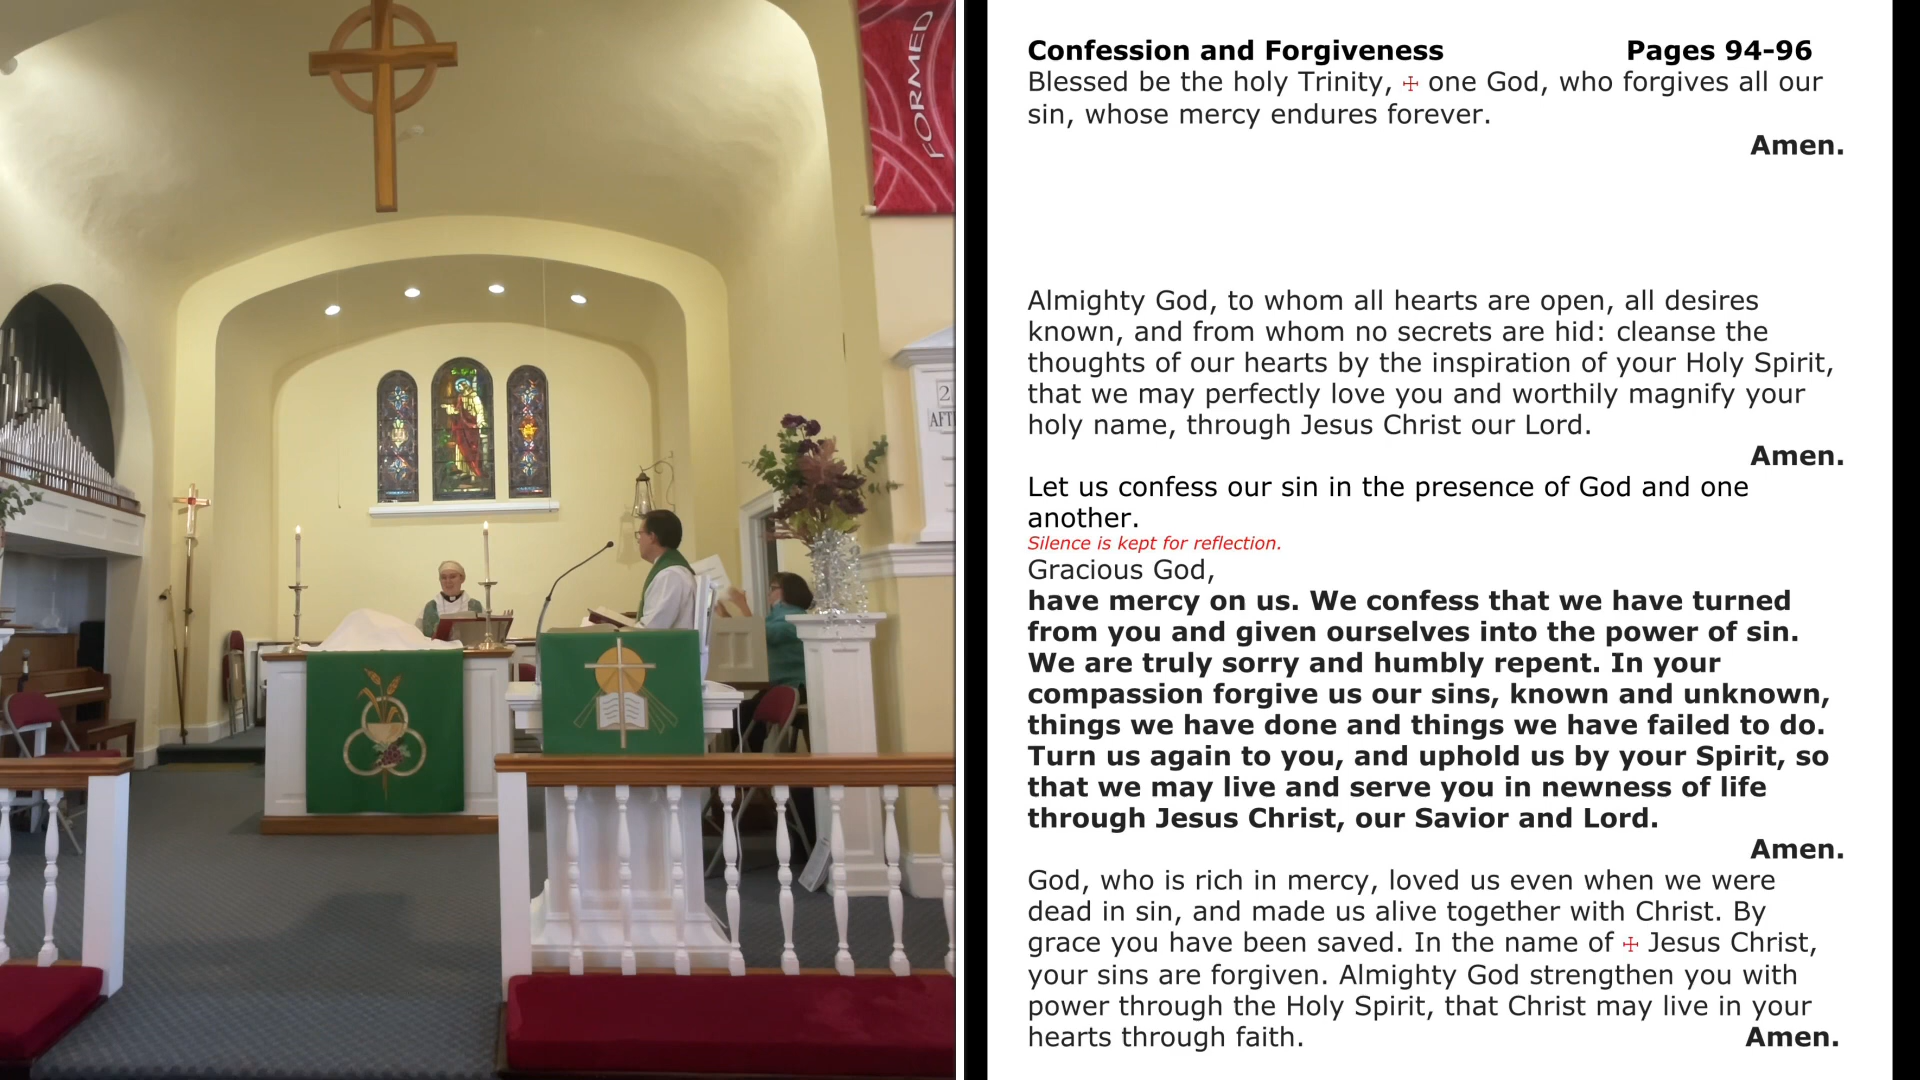 FORMED
2
AFT
Confession and Forgiveness Pages 94-96
Blessed be the holy Trinity, ☩ one God, who forgives all our
sin, whose mercy endures forever.
Amen.
Almighty God, to whom all hearts are open, all desires
known, and from whom no secrets are hid: cleanse the
thoughts of our hearts by the inspiration of your Holy Spirit,
that we may perfectly love you and worthily magnify your
holy name, through Jesus Christ our Lord.
Amen.
Let us confess our sin in the presence of God and one
another.
Silence is kept for reflection.
Gracious God,
have mercy on us. We confess that we have turned
from you and given ourselves into the power of sin.
We are truly sorry and humbly repent. In your
compassion forgive us our sins, known and unknown,
things we have done and things we have failed to do.
Turn us again to you, and uphold us by your Spirit, so
that we may live and serve you in newness of life
through Jesus Christ, our Savior and Lord.
Amen.
God, who is rich in mercy, loved us even when we were
dead in sin, and made us alive together with Christ. By
grace you have been saved. In the name of ☩ Jesus Christ,
your sins are forgiven. Almighty God strengthen you with
power through the Holy Spirit, that Christ may live in your
hearts through faith. Amen.